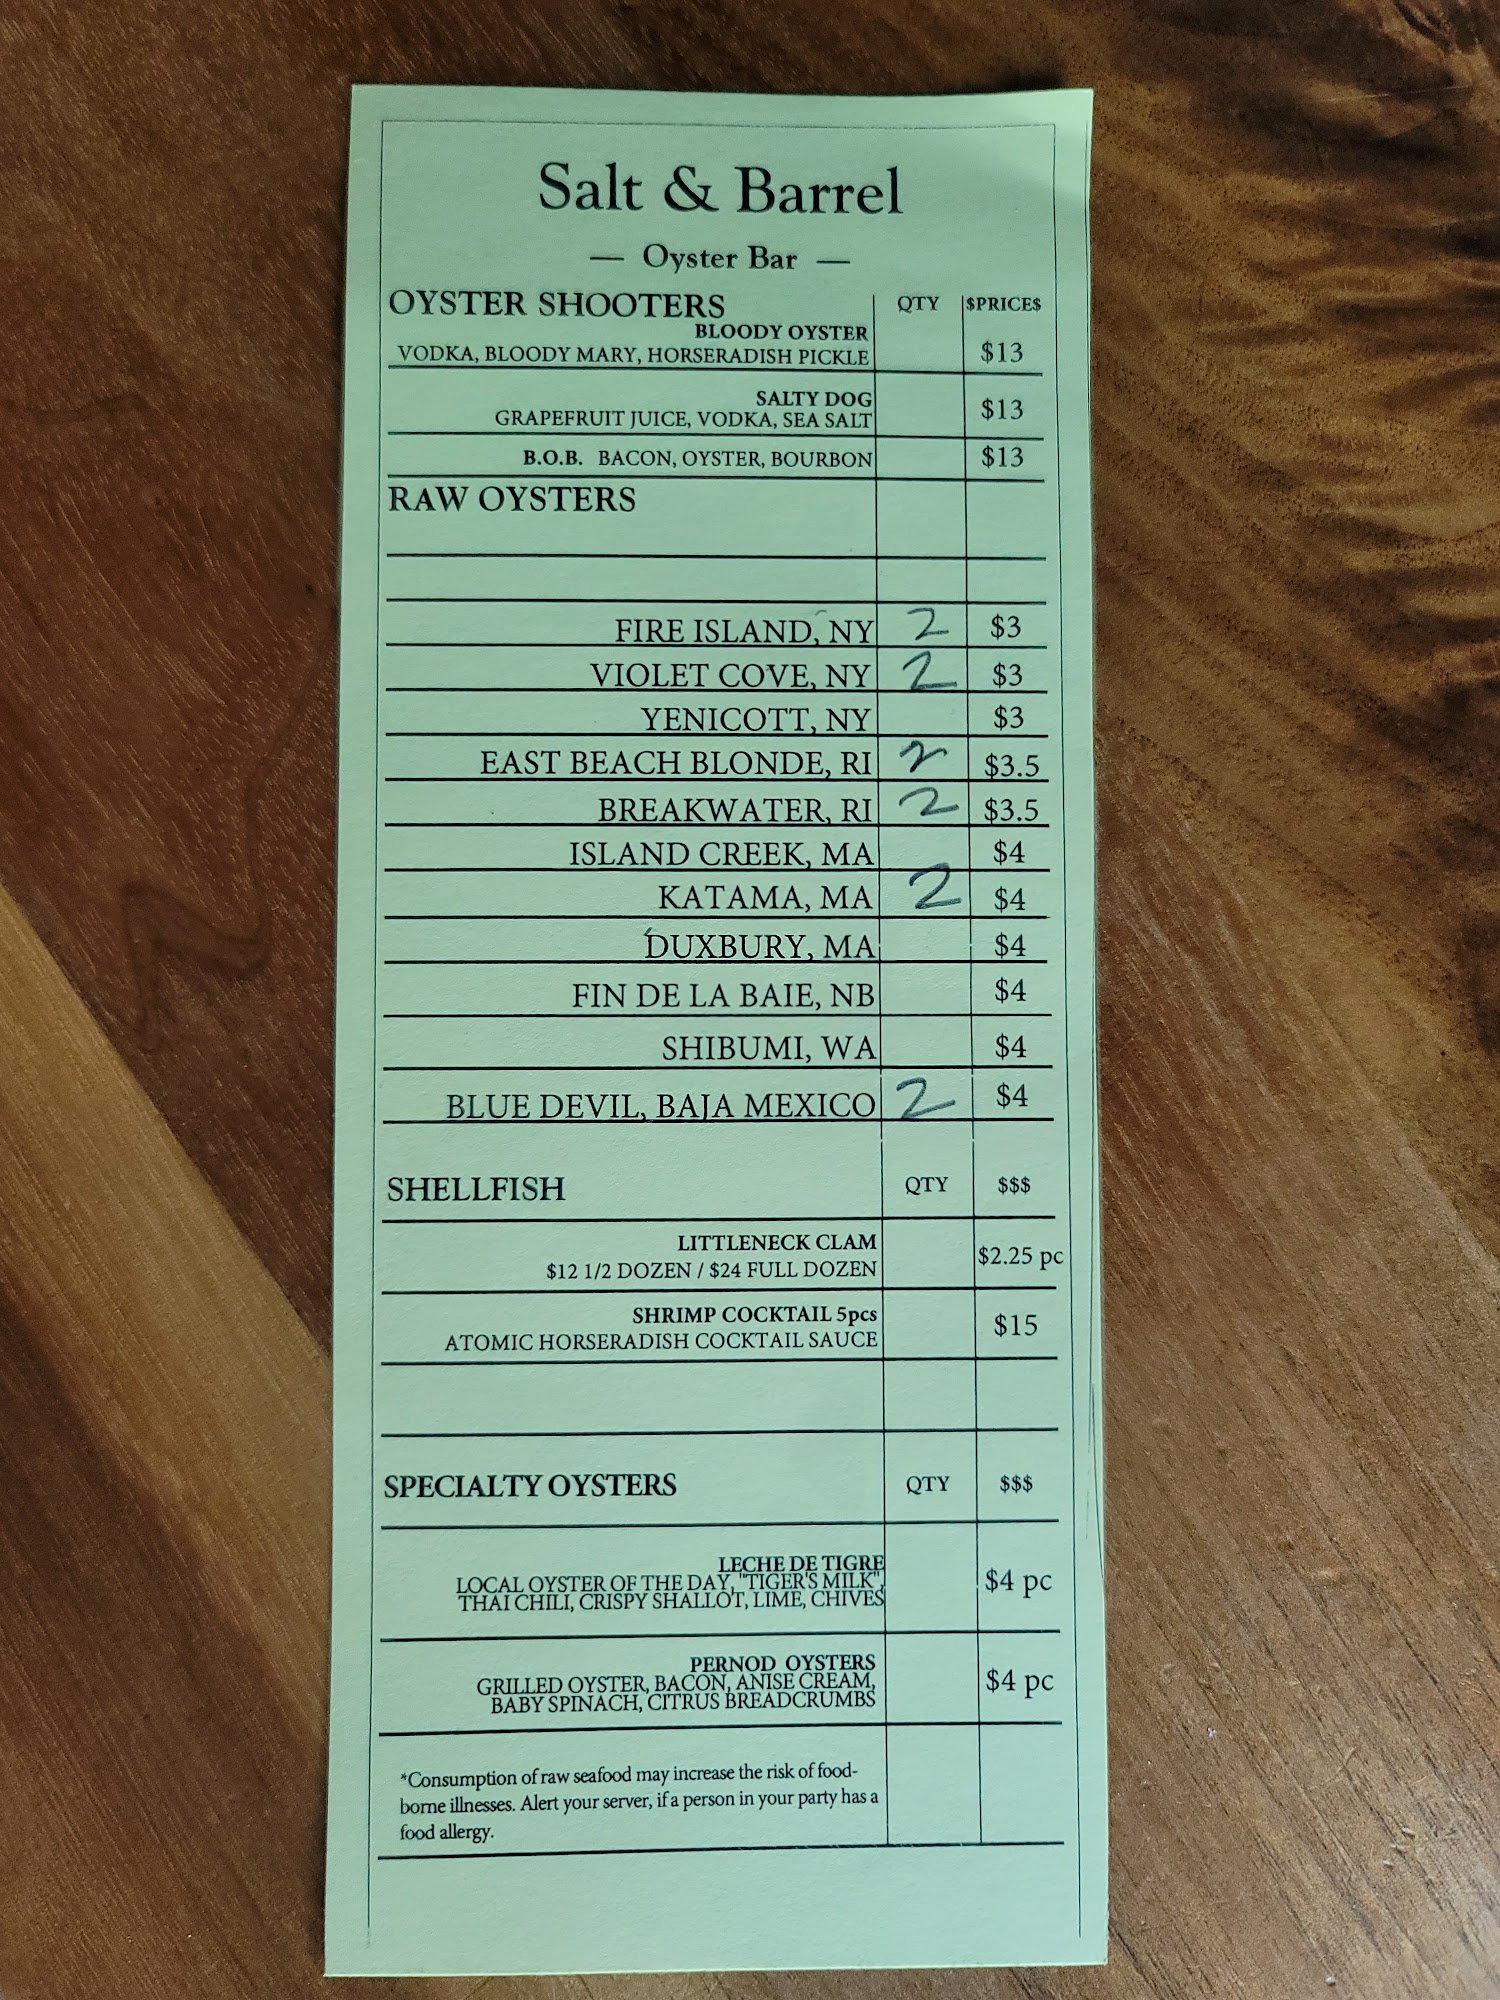 Salt & Barrel
— Oyster Bar —
OYSTER SHOOTERS QTY $PRICE$
BLOODY OYSTER
VODKA, BLOODY MARY, HORSERADISH PICKLE $13
SALTY DOG
GRAPEFRUIT JUICE, VODKA, SEA SALT $13
B.O.B. BACON, OYSTER, BOURBON $13
RAW OYSTERS
FIRE ISLAND, NY 2 $3
VIOLET COVE, NY 2 $3
YENICOTT, NY $3
EAST BEACH BLONDE, RI 2 $3.5
BREAKWATER, RI 2 $3.5
ISLAND CREEK, MA $4
KATAMA, MA 2 $4
DUXBURY, MA $4
FIN DE LA BAIE, NB $4
SHIBUMI, WA $4
BLUE DEVIL, BAJA MEXICO 2 $4
SHELLFISH QTY $$$
LITTLENECK CLAM
$12 1/2 DOZEN / $24 FULL DOZEN $2.25 pc
SHRIMP COCKTAIL 5pcs
ATOMIC HORSERADISH COCKTAIL SAUCE $15
SPECIALTY OYSTERS QTY $$$
LECHE DE TIGRE
LOCAL OYSTER OF THE DAY, "TIGER'S MILK", $4 pc
THAI CHILI, CRISPY SHALLOT, LIME, CHIVES
PERNOD OYSTERS
GRILLED OYSTER, BACON, ANISE CREAM, $4 pc
BABY SPINACH, CITRUS BREADCRUMBS
*Consumption of raw seafood may increase the risk of food-
borne illnesses. Alert your server, if a person in your party has a
food allergy.